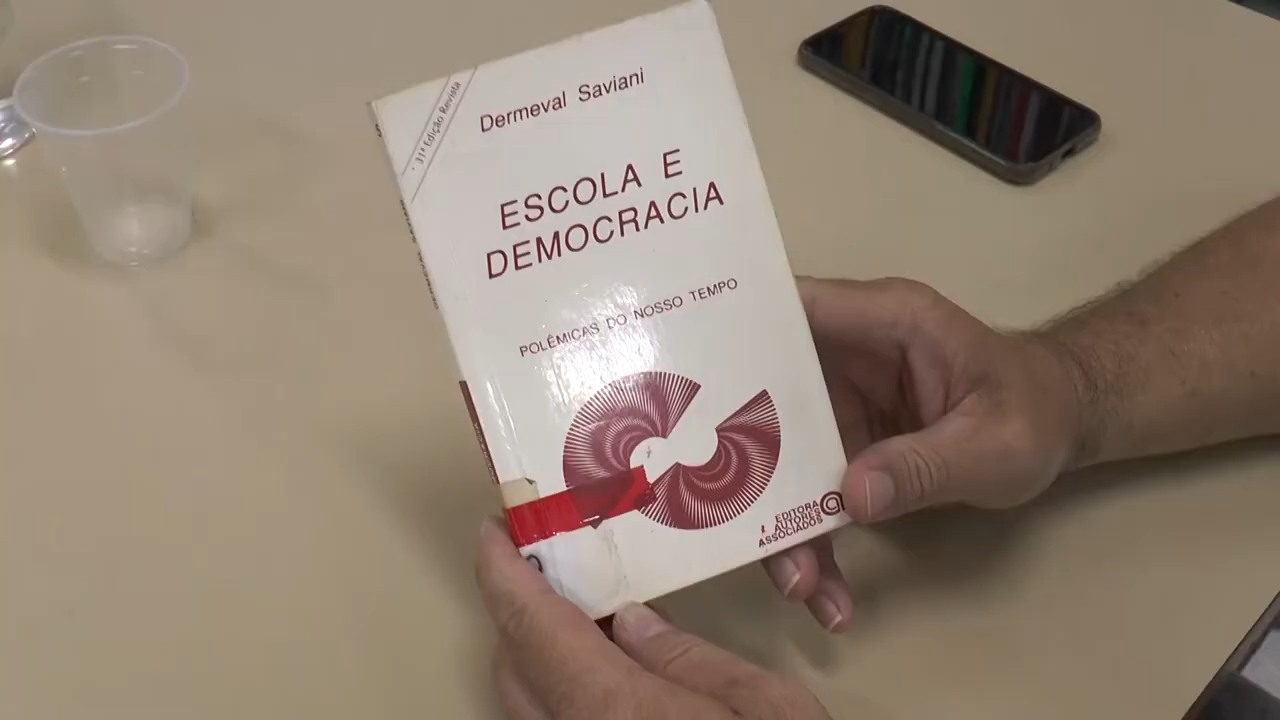 31ª Edição Revista
Dermeval Saviani
ESCOLA E
DEMOCRACIA
POLÊMICAS DO NOSSO TEMPO
EDITORA
AUTORES
ASSOCIADOS